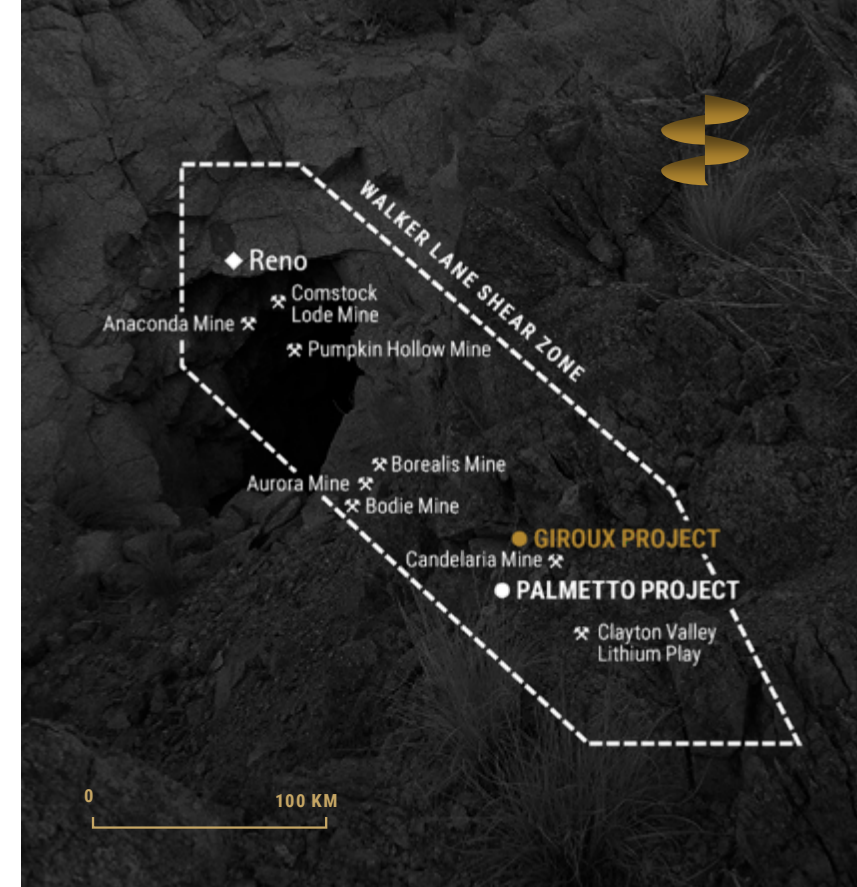 WALKER LANE SHEAR ZONE
Reno
Comstock
Lode Mine
Anaconda Mine
Pumpkin Hollow Mine
Borealis Mine
Aurora Mine
Bodie Mine
GIROUX PROJECT
Candelaria Mine
PALMETTO PROJECT
Clayton Valley
Lithium Play
0
100 KM